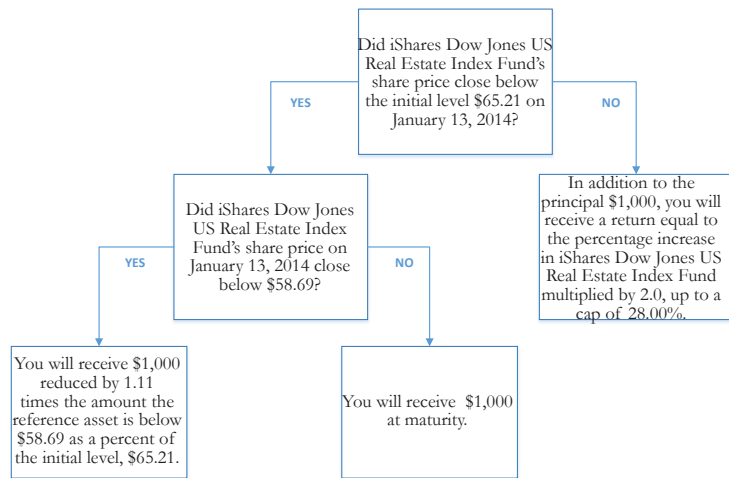 Did iShares Dow Jones US
Real Estate Index Fund's
share price close below
the initial level $65.21 on
January 13, 2014?
YES
NO
Did iShares Dow Jones
US Real Estate Index
Fund's share price on
January 13, 2014 close
below $58.69?
In addition to the
principal $1,000, you will
receive a return equal to
the percentage increase
in iShares Dow Jones US
Real Estate Index Fund
multiplied by 2.0, up to a
cap of 28.00%.
YES
NO
You will receive $1,000
reduced by 1.11
times the amount the
reference asset is below
$58.69 as a percent of
the initial level, $65.21.
You will receive $1,000
at maturity.